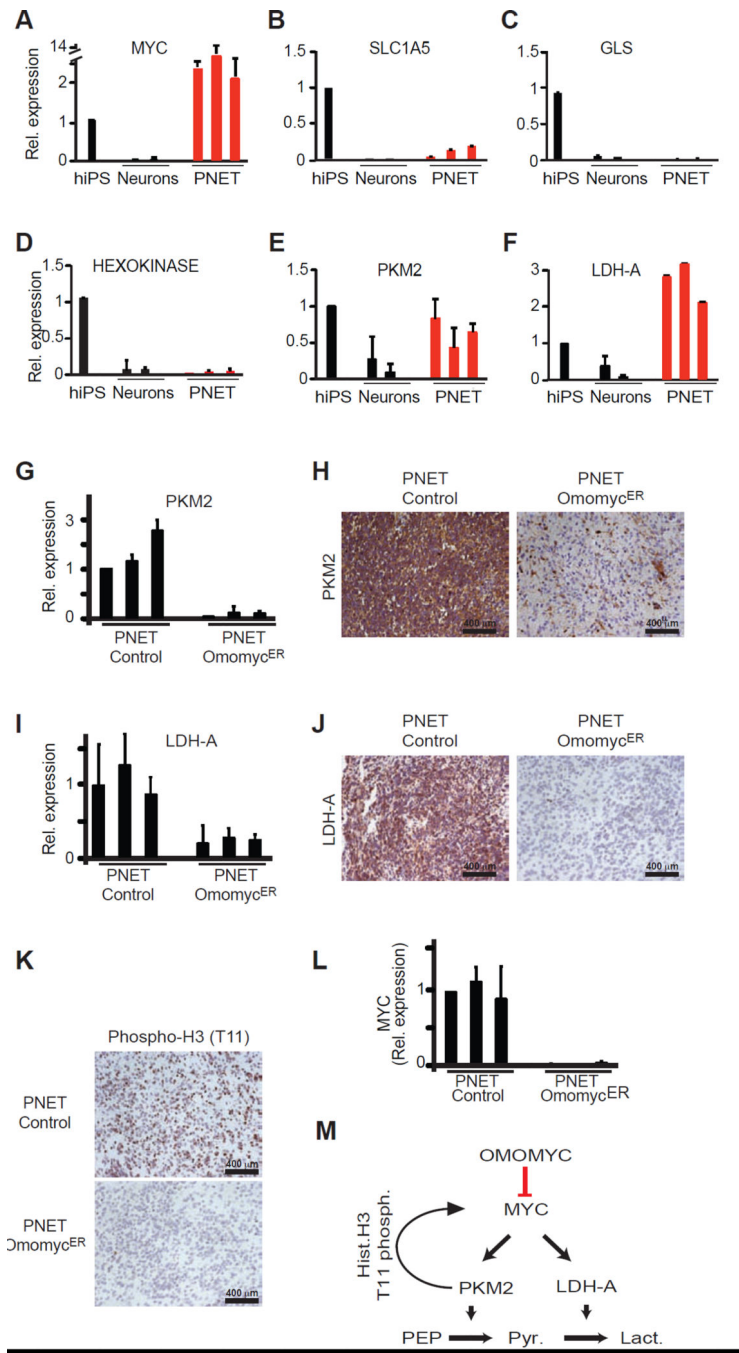 A
MYC
Rel. expression
14
2
1
0
hiPS Neurons PNET
B
SLC1A5
1.5
1
0.5
0
hiPS Neurons PNET
C
GLS
1.5
1
0.5
0
hiPS Neurons PNET
D
HEXOKINASE
Rel. expression
1.5
1
0.5
0
hiPS Neurons PNET
E
PKM2
1.5
1.0
0.5
0
hiPS Neurons PNET
F
LDH-A
3
2
1
0
hiPS Neurons PNET
G
PKM2
Rel. expression
3
1
0
PNET
Control
PNET
OmomycER
H
PNET
Control
PNET
OmomycER
PKM2
400 µm
400 µm
I
LDH-A
Rel. expression
1
0
PNET
Control
PNET
OmomycER
J
PNET
Control
PNET
OmomycER
LDH-A
400 µm
400 µm
K
Phospho-H3 (T11)
PNET
Control
400 µm
PNET
OmomycER
400 µm
L
MYC
(Rel. expression)
1
0
PNET
Control
PNET
OmomycER
M
OMOMYC
MYC
Hist.H3
T11 phosph.
PKM2 LDH-A
PEP Pyr. Lact.